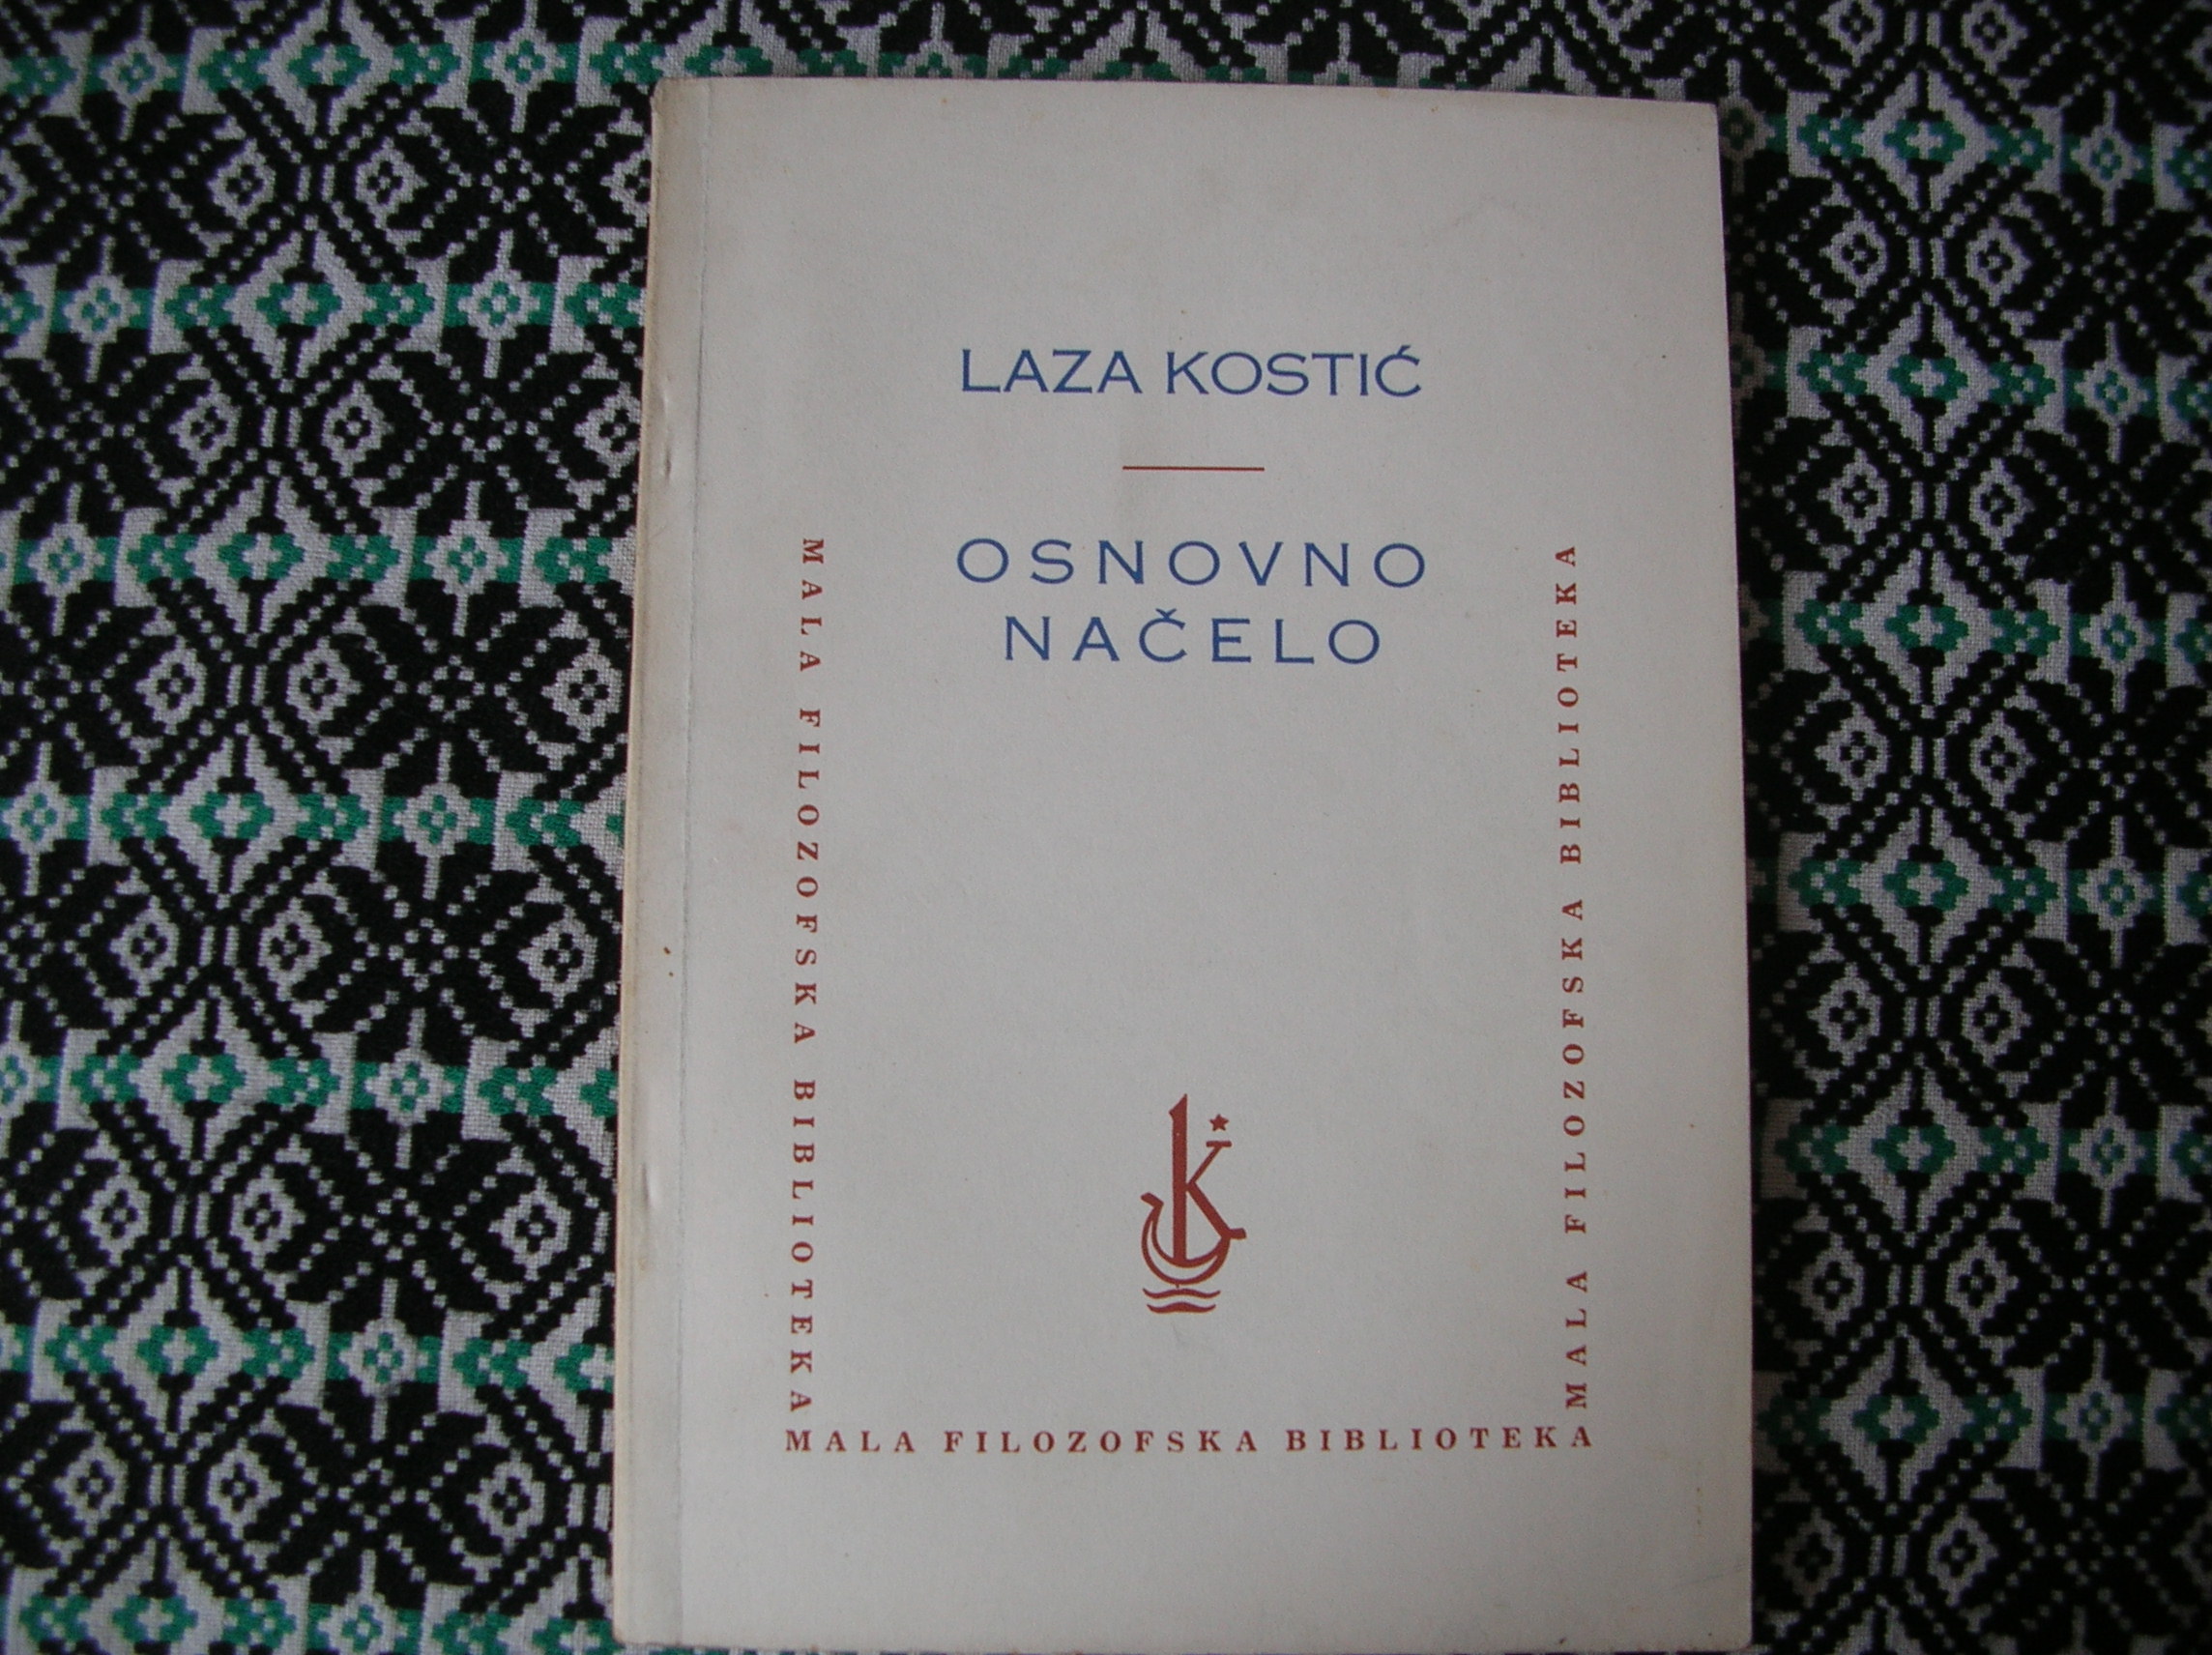 LAZA KOSTIĆ
OSNOVNO
NAČELO
MALA FILOZOFSKA BIBLIOTEKA
MALA FILOZOFSKA BIBLIOTEKA
MALA FILOZOFSKA BIBLIOTEKA
K